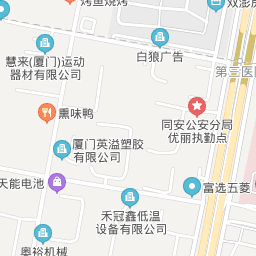 烤鱼烧烤
双澎
白狼广告
慧来(厦门)运动
器材有限公司
第三医
熏味鸭
同安公安分局
优丽执勤点
厦门英溢塑胶
有限公司
天能电池
富选五菱
禾冠鑫低温
设备有限公司
奥裕机械